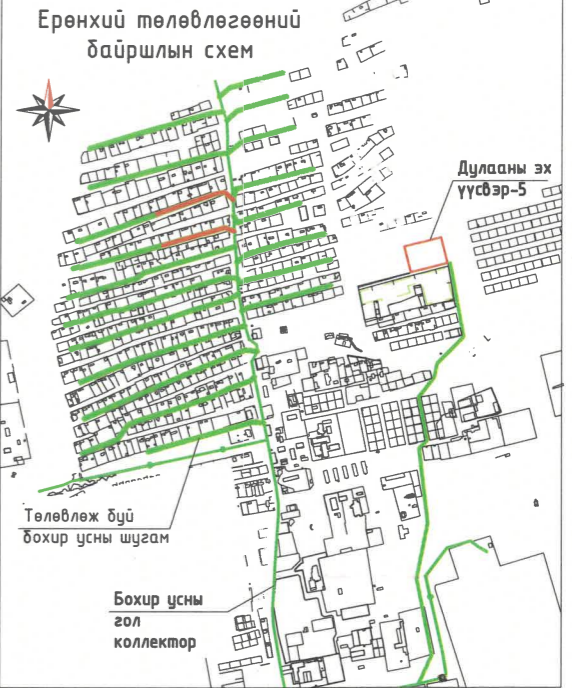 Ерөнхий төлөвлөгөөний
байршлын схем
Дулааны эх
үүсвэр-5
Төлөвлөж буй
бохир усны шугам
Бохир усны
гол
коллектор